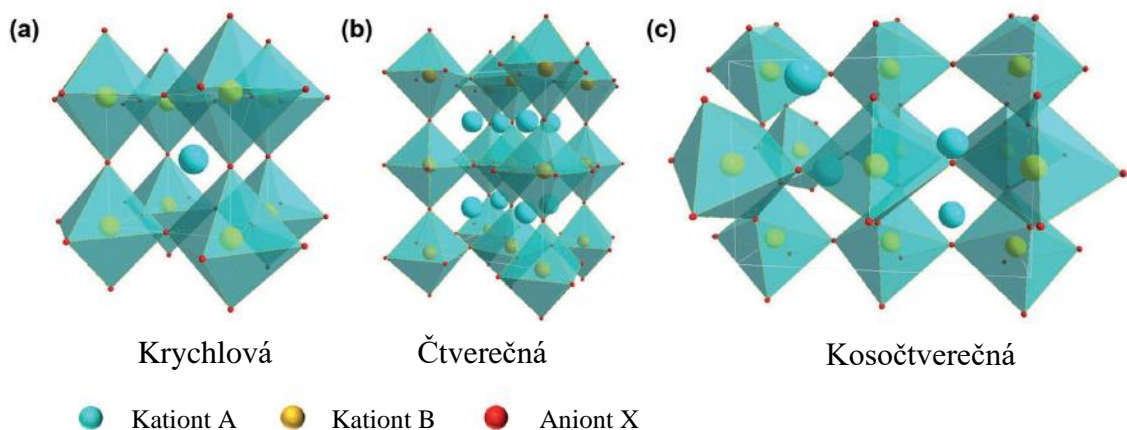 (a) (b) (c)
Krychlová Čtverečná Kosočtverečná
Kationt A Kationt B Aniont X